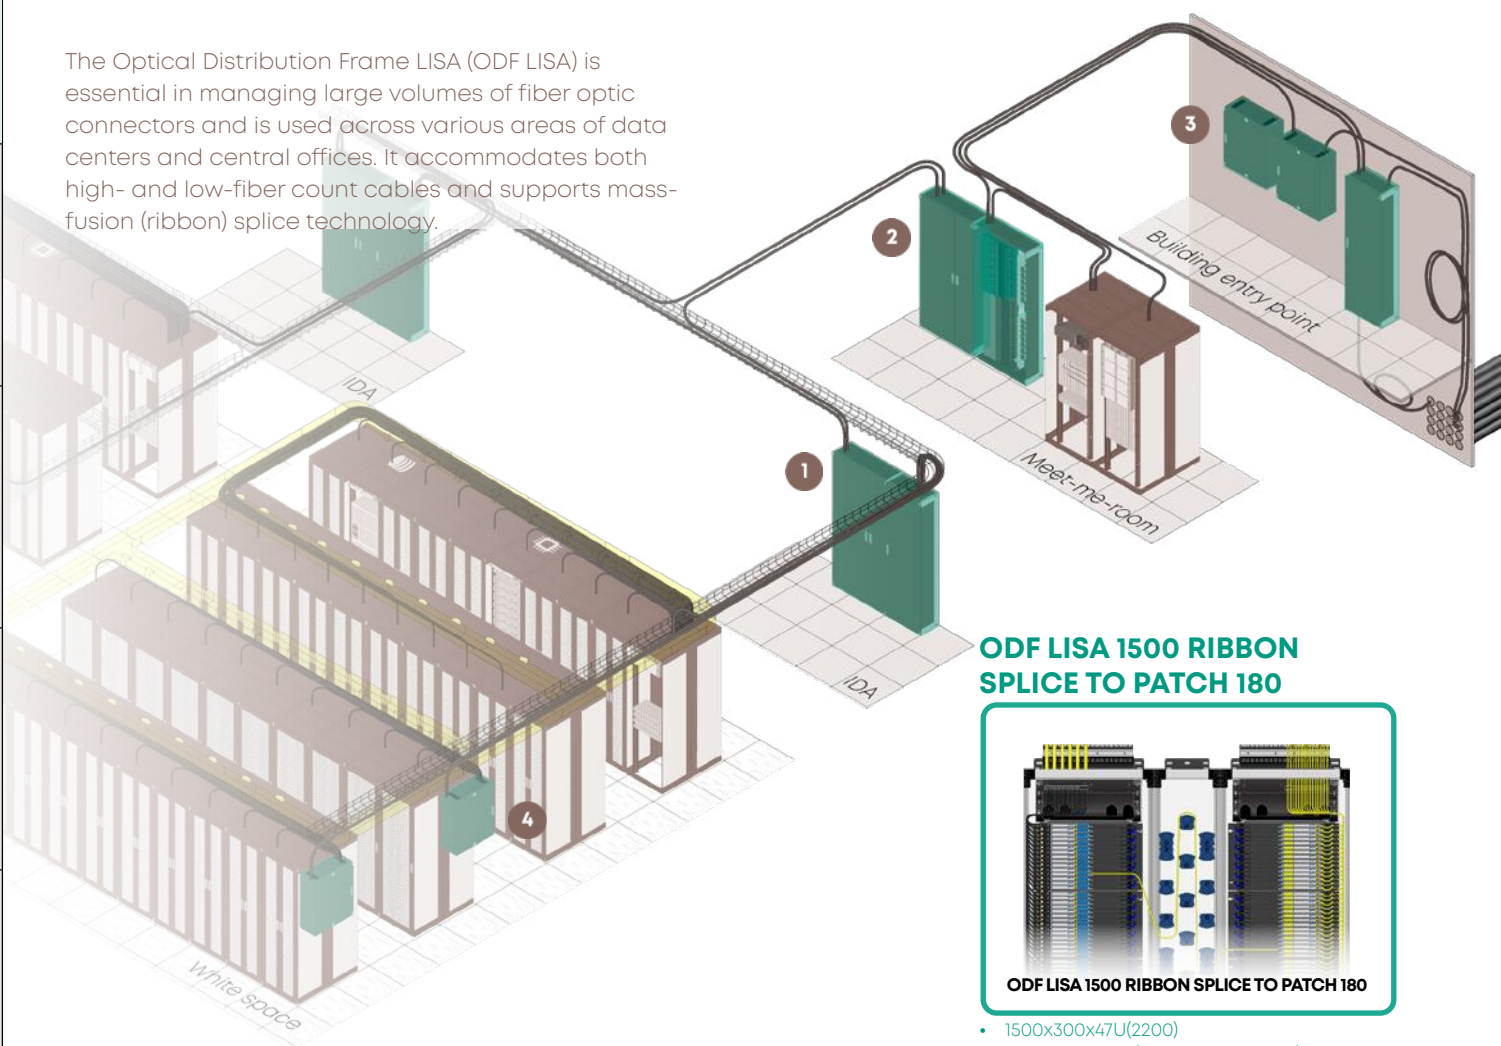 The Optical Distribution Frame LISA (ODF LISA) is
essential in managing large volumes of fiber optic
connectors and is used across various areas of data
centers and central offices. It accommodates both
high- and low-fiber count cables and supports mass-
fusion (ribbon) splice technology.
3
2
Building entry point
IDA
1
Meet-me-room
IDA
4
White space
ODF LISA 1500 RIBBON
SPLICE TO PATCH 180
ODF LISA 1500 RIBBON SPLICE TO PATCH 180
• 1500x300x47U(2200)